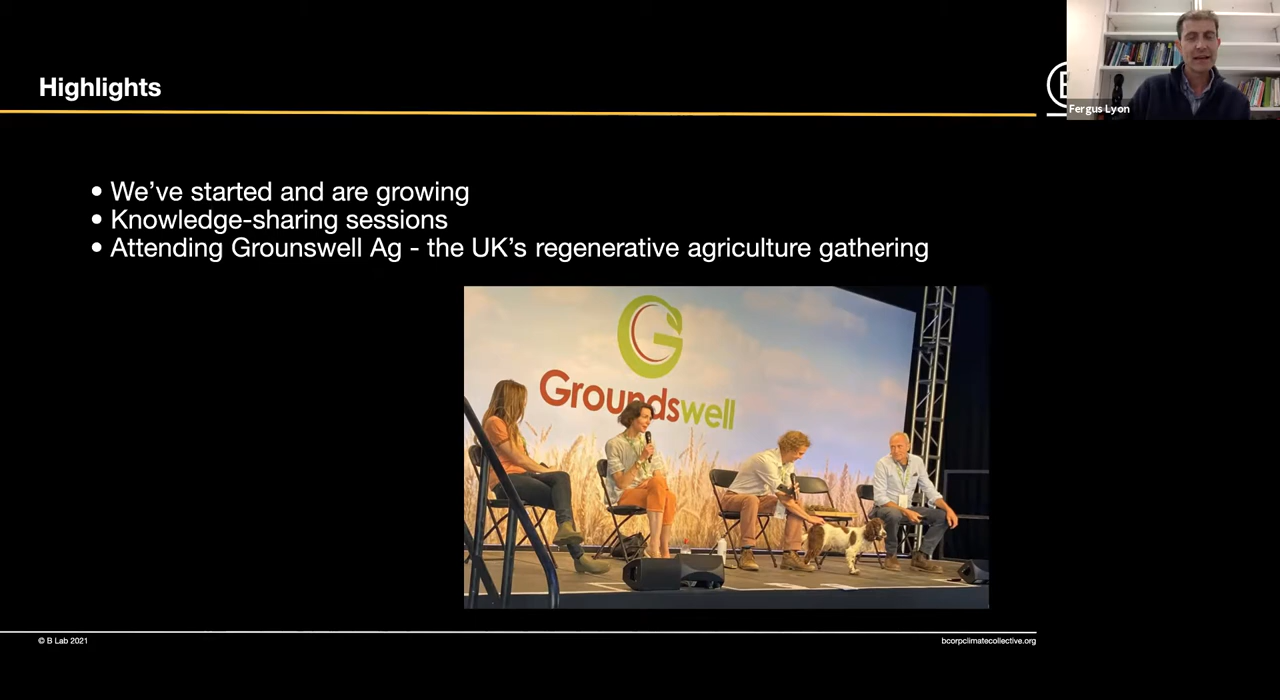 Highlights
Fergus Lyon
• We’ve started and are growing
• Knowledge-sharing sessions
• Attending Grounswell Ag - the UK’s regenerative agriculture gathering
G
Groundswell
© B Lab 2021
bcorpclimatecollective.org